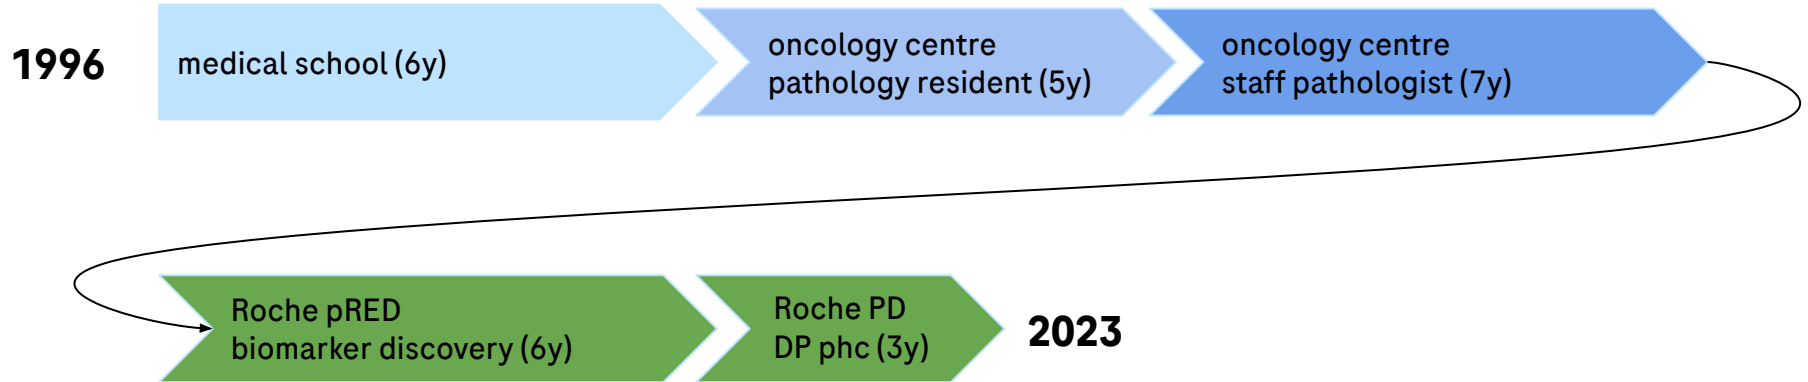 1996
medical school (6y)
oncology centre
pathology resident (5y)
oncology centre
staff pathologist (7y)
Roche pRED
biomarker discovery (6y)
Roche PD
DP phc (3y)
2023